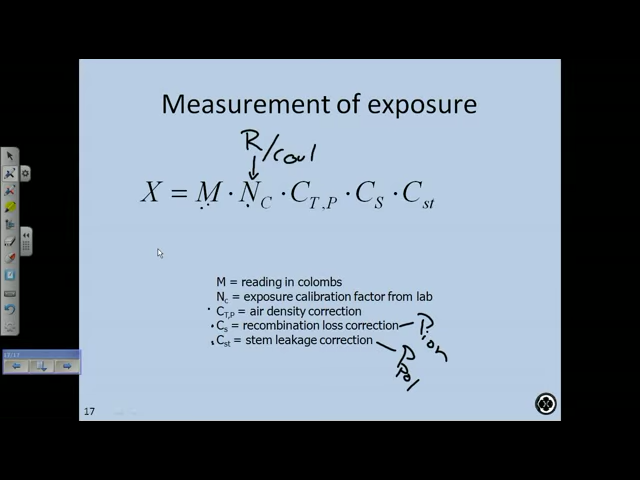 Measurement of exposure
R/coul
X = M · N_C · C_T,P · C_S · C_st
M = reading in colombs
N_c = exposure calibration factor from lab
C_T,P = air density correction
C_s = recombination loss correction P_ion
C_st = stem leakage correction P_pol
17